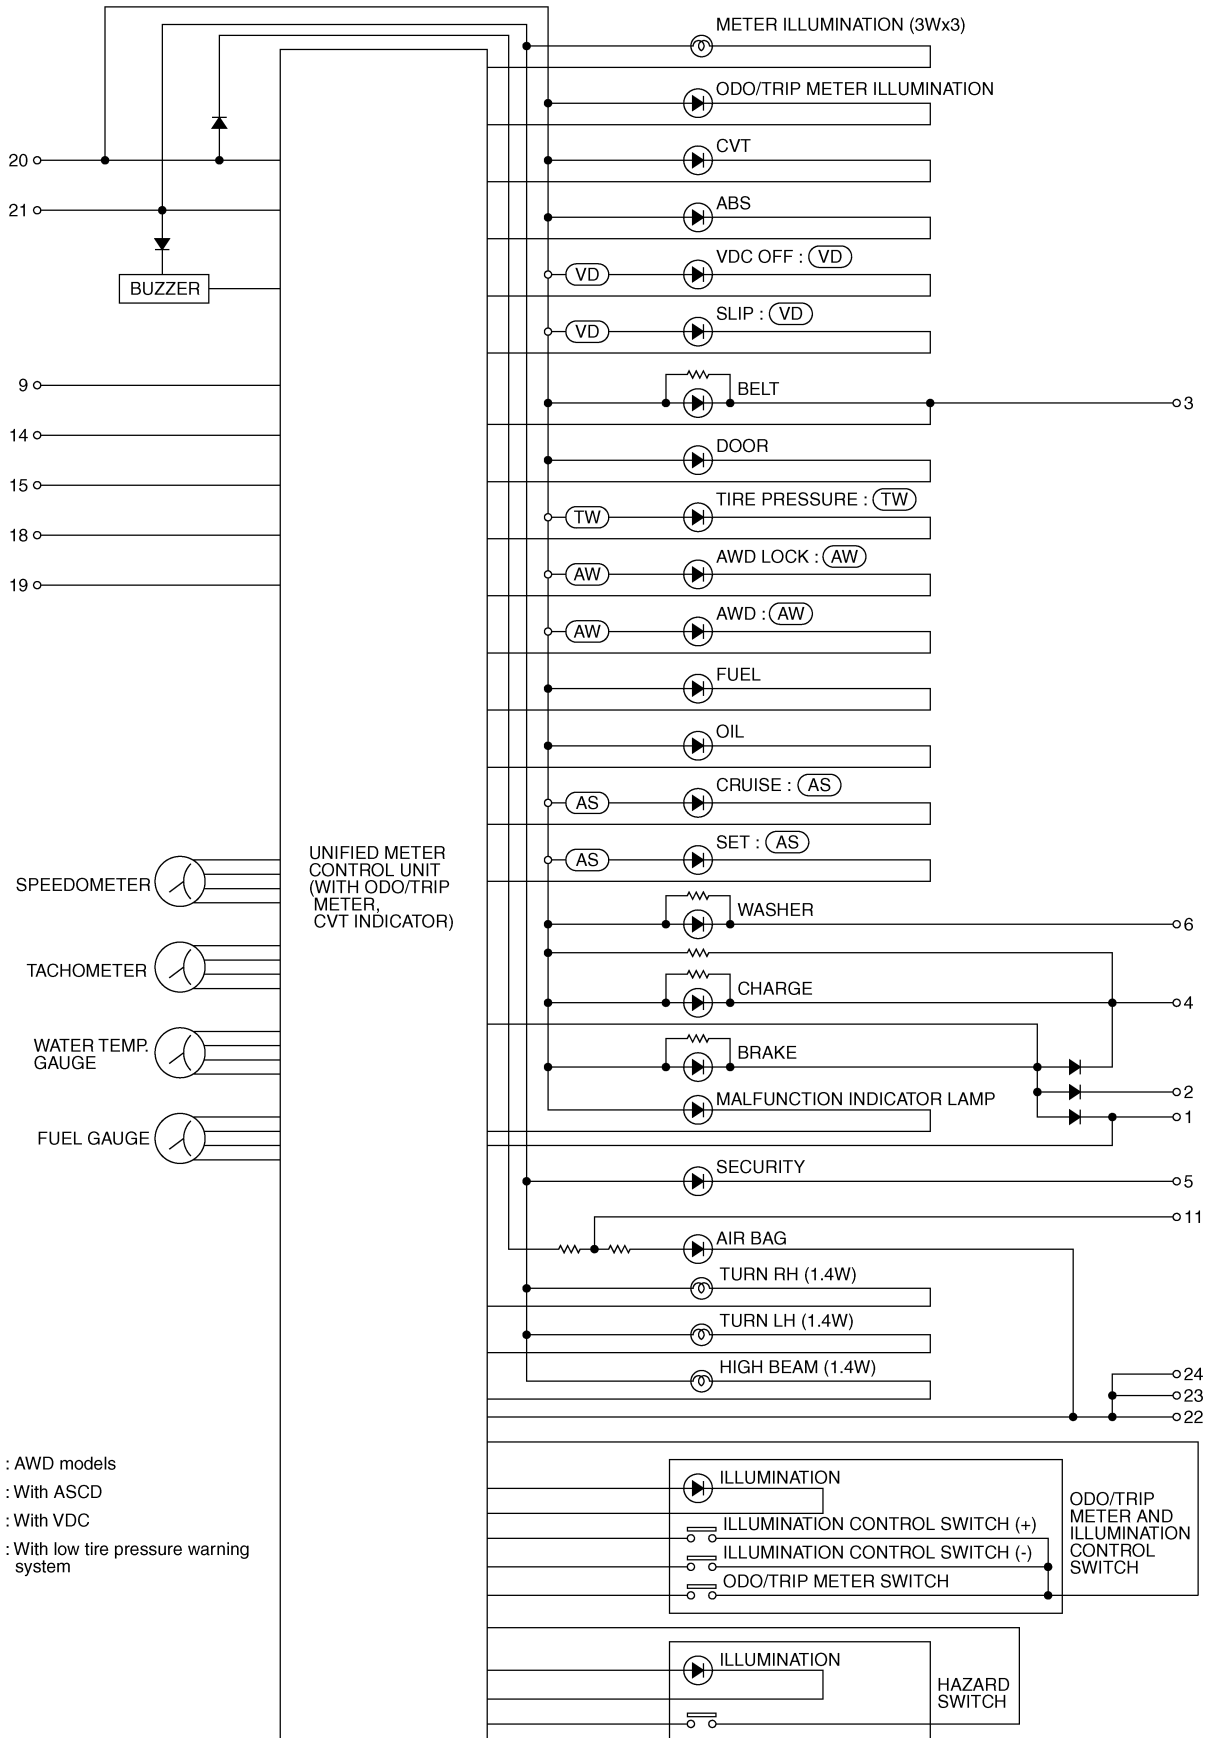 METER ILLUMINATION (3Wx3)
ODO/TRIP METER ILLUMINATION
CVT
20
ABS
21
VDC OFF : VD
VD
BUZZER
SLIP : VD
VD
9
BELT
3
14
DOOR
15
TIRE PRESSURE : TW
TW
18
AWD LOCK : AW
AW
19
AWD : AW
AW
FUEL
OIL
CRUISE : AS
AS
SET : AS
AS
UNIFIED METER
CONTROL UNIT
(WITH ODO/TRIP
METER,
CVT INDICATOR)
SPEEDOMETER
WASHER
6
TACHOMETER
CHARGE
4
WATER TEMP.
GAUGE
BRAKE
2
MALFUNCTION INDICATOR LAMP
1
FUEL GAUGE
SECURITY
5
11
AIR BAG
TURN RH (1.4W)
TURN LH (1.4W)
HIGH BEAM (1.4W)
24
23
22
: AWD models
: With ASCD
: With VDC
: With low tire pressure warning
system
ILLUMINATION
ILLUMINATION CONTROL SWITCH (+)
ILLUMINATION CONTROL SWITCH (-)
ODO/TRIP METER SWITCH
ODO/TRIP
METER AND
ILLUMINATION
CONTROL
SWITCH
ILLUMINATION
HAZARD
SWITCH